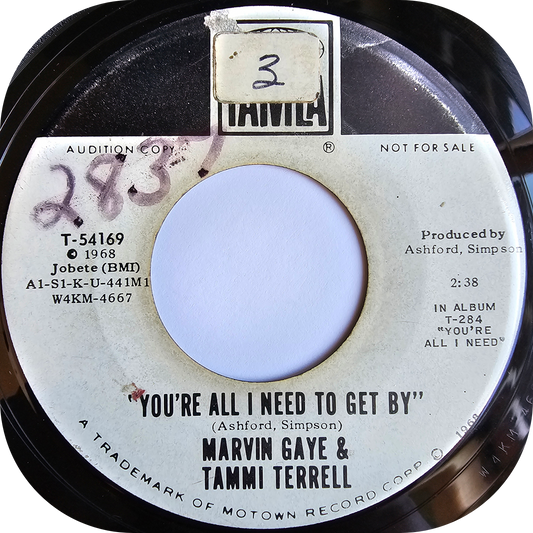 3
TAMLA
AUDITION COPY
®
NOT FOR SALE
2837
T-54169
© 1968
Jobete (BMI)
A1-S1-K-U-441M1
W4KM-4667
Produced by
Ashford, Simpson
2:38
IN ALBUM
T-284
"YOU'RE
ALL I NEED"
"YOU'RE ALL I NEED TO GET BY"
(Ashford, Simpson)
MARVIN GAYE &
TAMMI TERRELL
A TRADEMARK OF MOTOWN RECORD CORP. © 1968